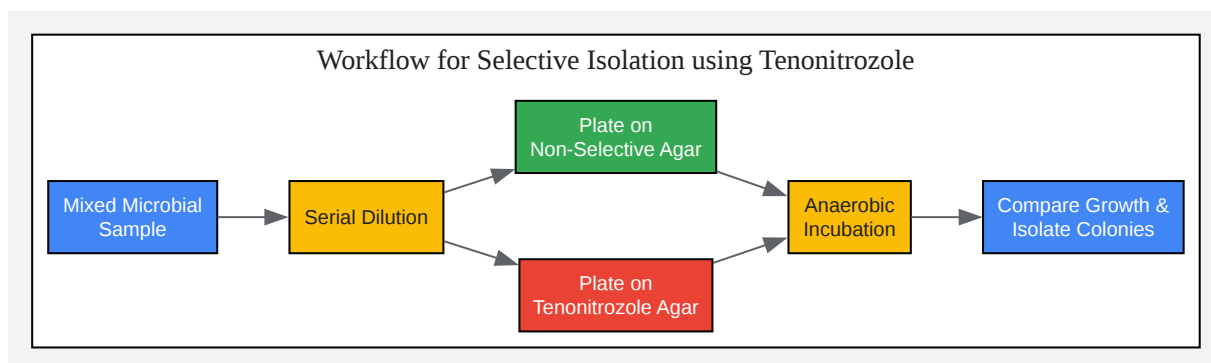 Workflow for Selective Isolation using Tenonitrozole
Mixed Microbial
Sample
Serial Dilution
Plate on
Non-Selective Agar
Plate on
Tenonitrozole Agar
Anaerobic
Incubation
Compare Growth &
Isolate Colonies